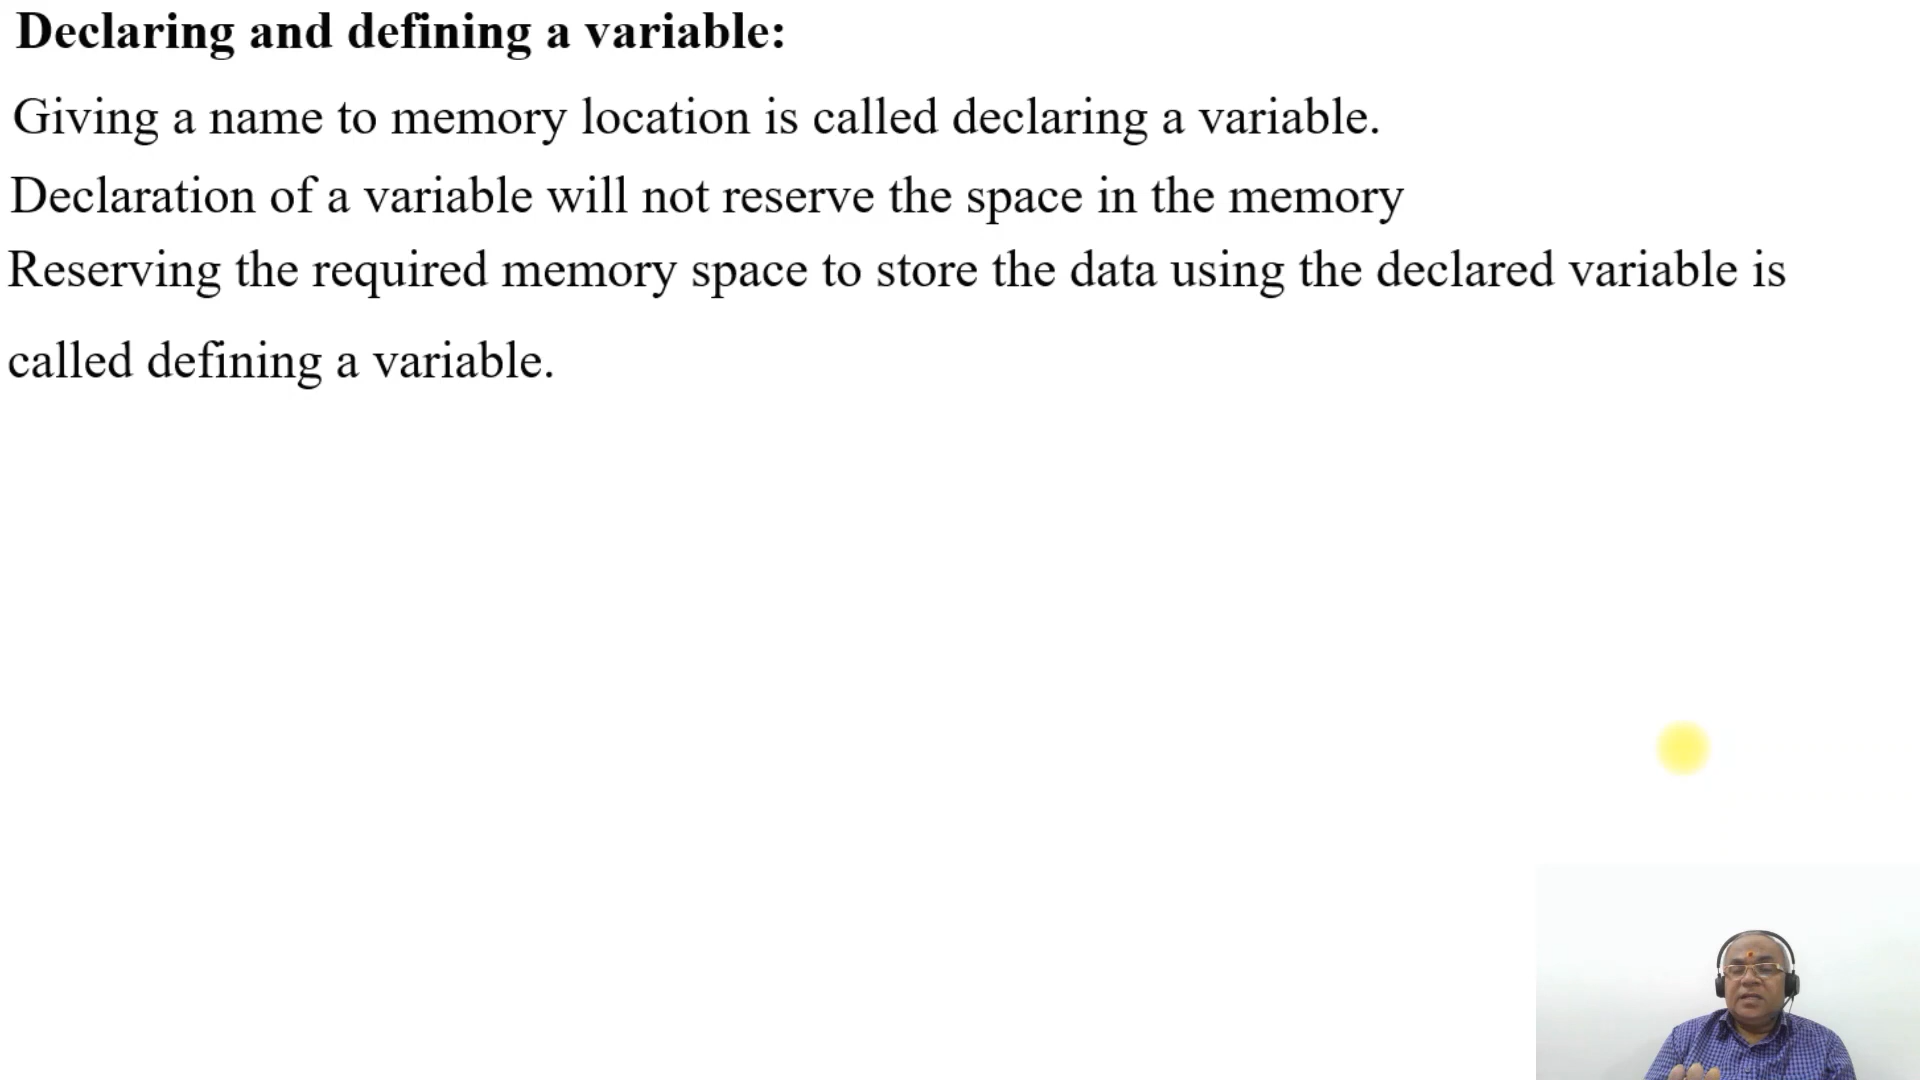 Declaring and defining a variable:
Giving a name to memory location is called declaring a variable.
Declaration of a variable will not reserve the space in the memory
Reserving the required memory space to store the data using the declared variable is
called defining a variable.